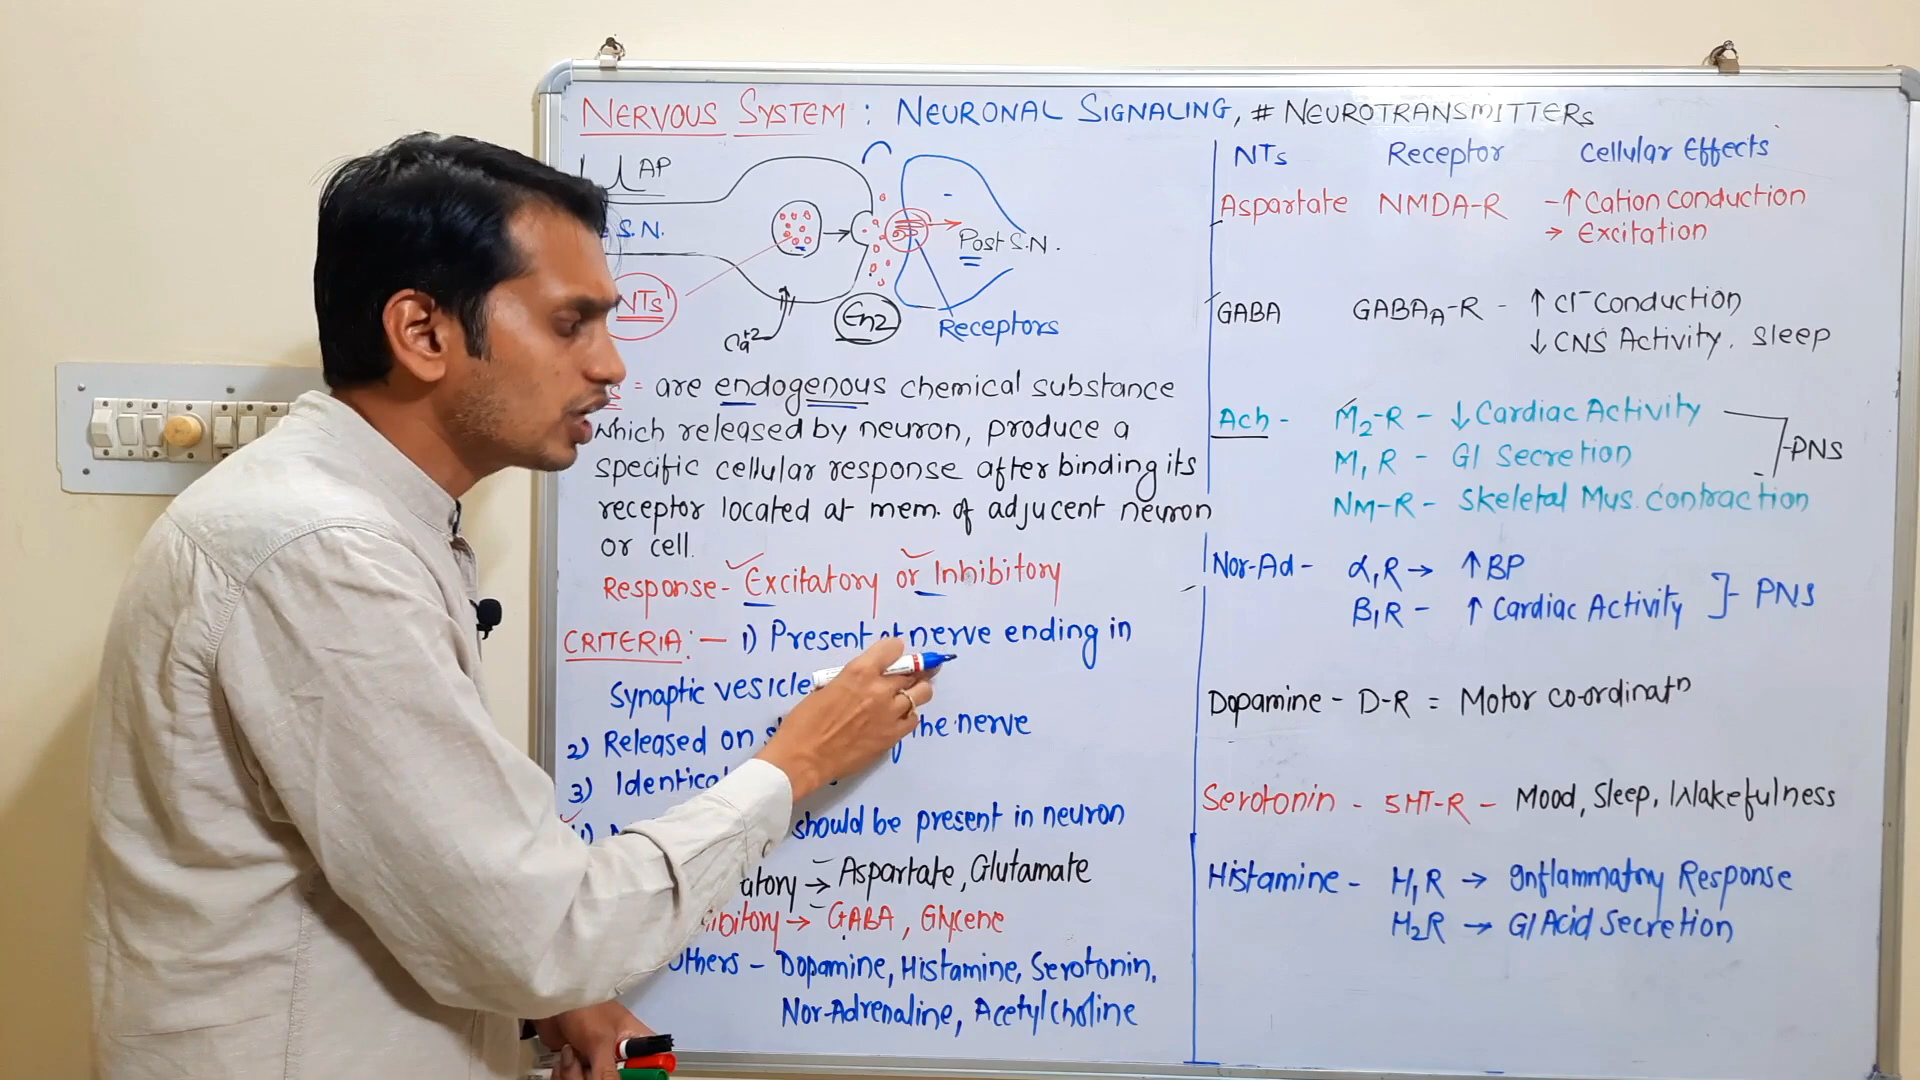 NERVOUS SYSTEM : NEURONAL SIGNALING, # NEUROTRANSMITTERS
AP
S.N.
NTs
Ca+2
Enz
Post S.N.
Receptors
= are endogenous chemical substance
which released by neuron, produce a
specific cellular response after binding its
receptor located at mem. of adjucent neuron
or cell.
Response - Excitatory or Inhibitory
CRITERIA: - 1) Present at nerve ending in
Synaptic vesicle
2) Released on the nerve
3)
should be present in neuron
→ Aspartate, Glutamate
→ GABA, Glycene
Others - Dopamine, Histamine, Serotonin,
Nor-Adrenaline, Acetylcholine
NTs Receptor Cellular Effects
Aspartate NMDA-R - ↑ Cation conduction
→ Excitation
GABA GABAA-R - ↑ Cl- Conduction
↓ CNS Activity, Sleep
Ach - M2-R - ↓ Cardiac Activity
M1R - GI Secretion
PNS
NM-R - Skeletal Mus. contraction
Nor-Ad - α1R → ↑ BP
β1R - ↑ Cardiac Activity
PNS
Dopamine - D-R = Motor co-ordinatn
Serotonin - 5HT-R - Mood, Sleep, Wakefulness
Histamine - H1R → Inflammatory Response
H2R → GI Acid Secretion